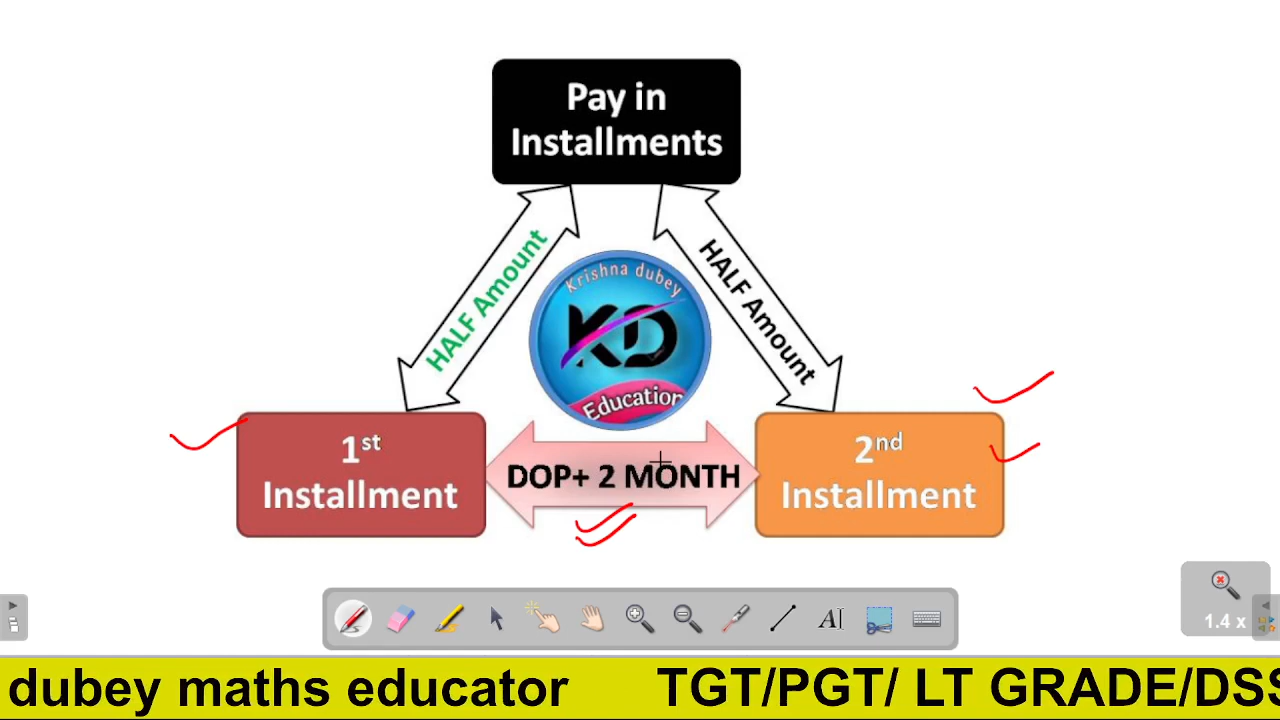 Pay in
Installments
HALF Amount
HALF Amount
Krishna dubey
KD
Education
1st
Installment
DOP+ 2 MONTH
2nd
Installment
AI
1.4 x
dubey maths educator TGT/PGT/ LT GRADE/DSS